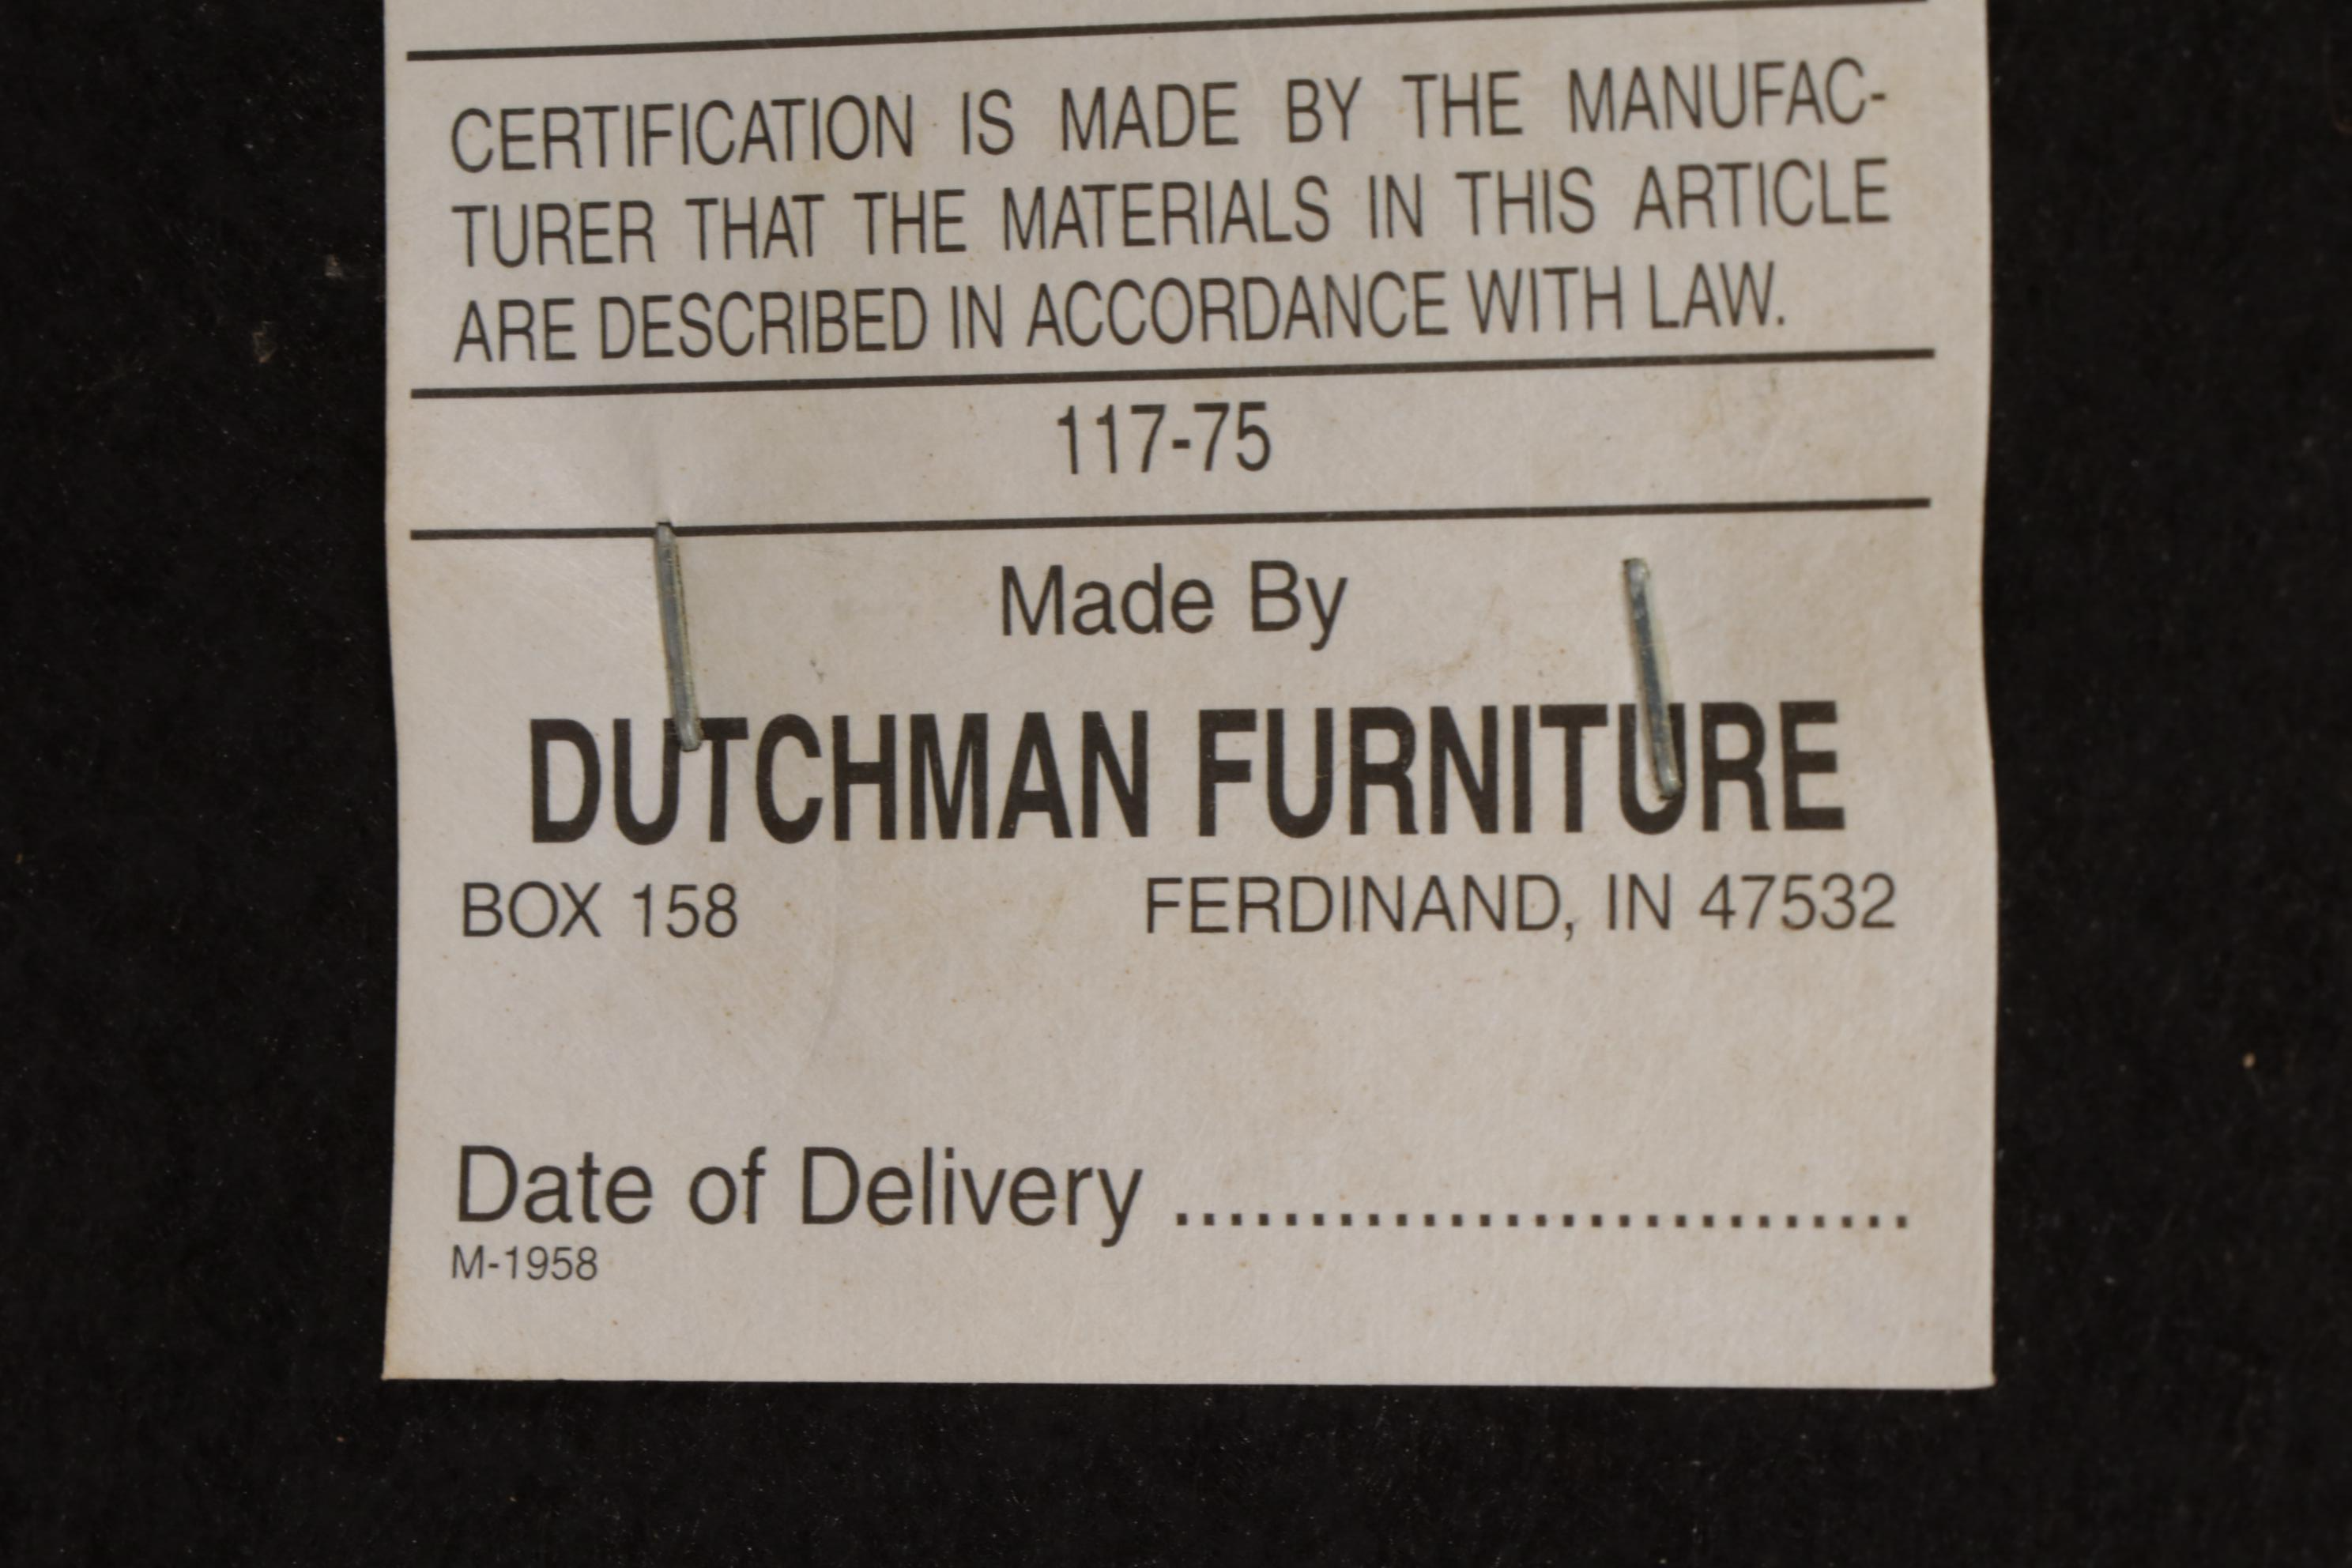 CERTIFICATION IS MADE BY THE MANUFAC-
TURER THAT THE MATERIALS IN THIS ARTICLE
ARE DESCRIBED IN ACCORDANCE WITH LAW.
117-75
Made By
DUTCHMAN FURNITURE
BOX 158 FERDINAND, IN 47532
Date of Delivery ...........................
M-1958